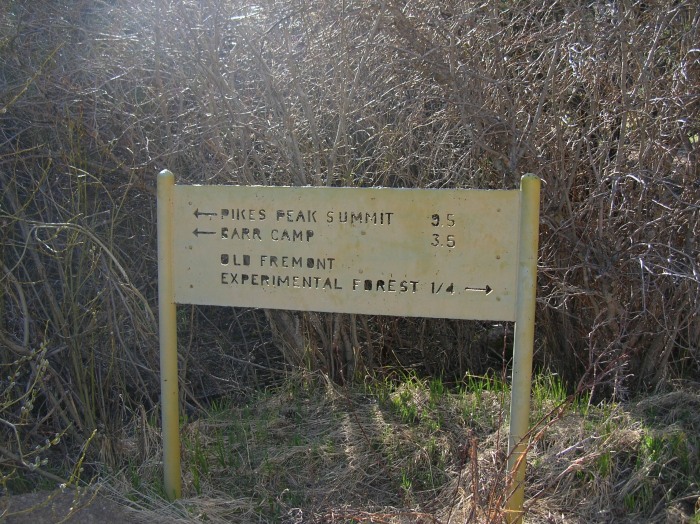 ← PIKES PEAK SUMMIT 9.5
← BARR CAMP 3.5
OLD FREMONT
EXPERIMENTAL FOREST 1/4 →